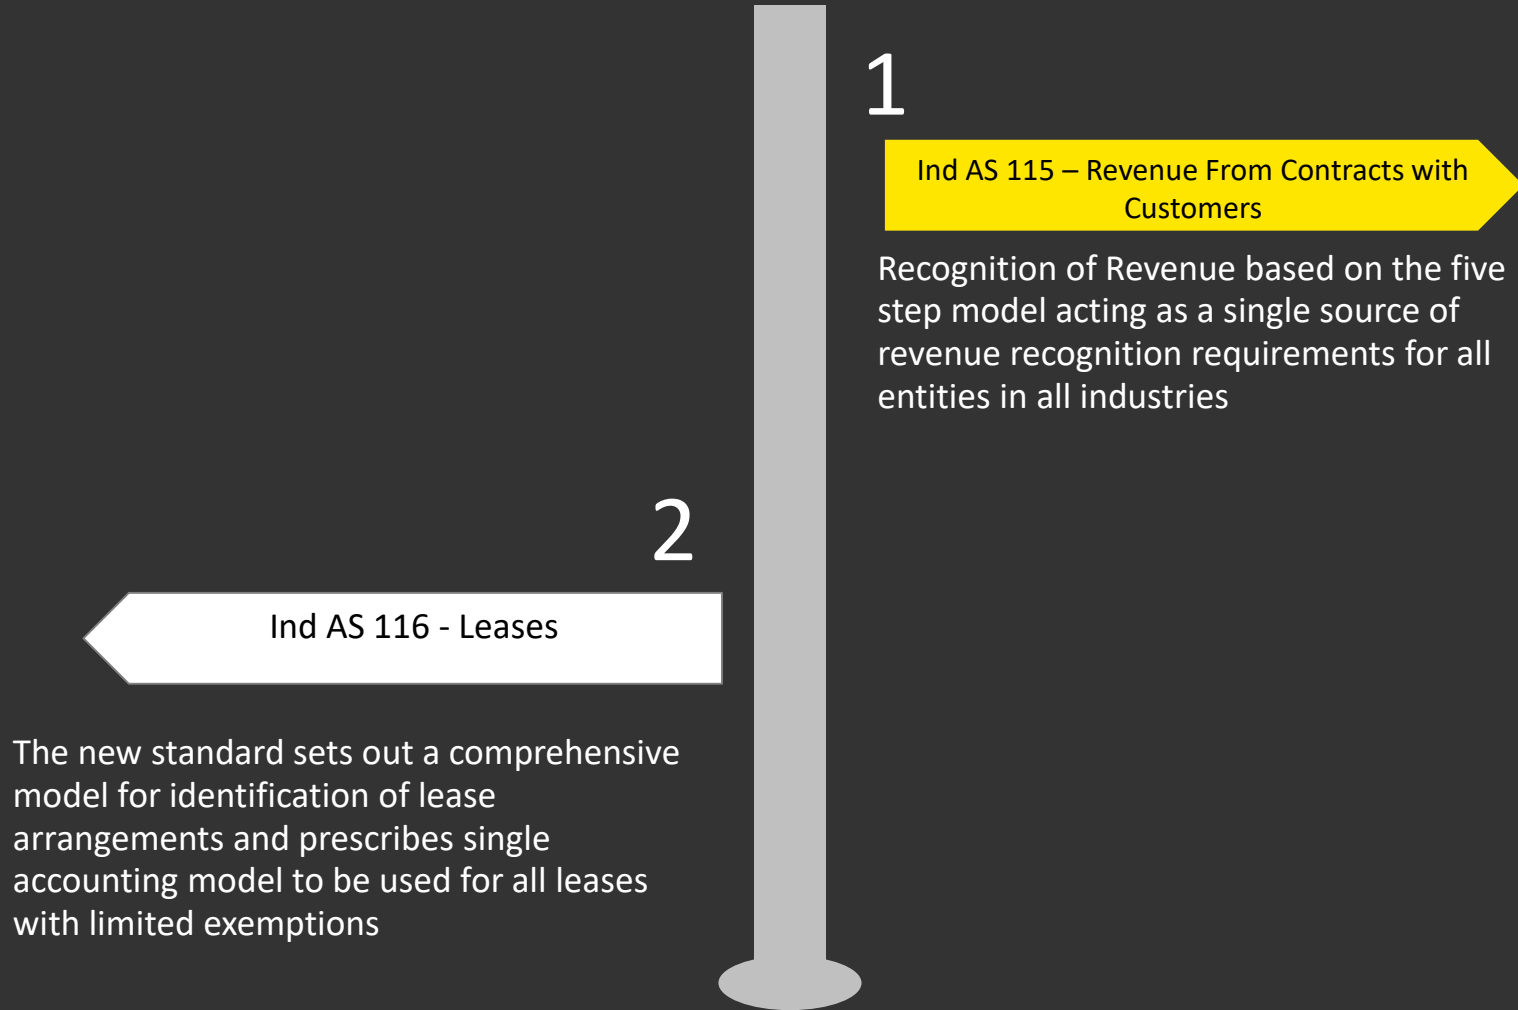 1
Ind AS 115 – Revenue From Contracts with
Customers
Recognition of Revenue based on the five
step model acting as a single source of
revenue recognition requirements for all
entities in all industries
2
Ind AS 116 - Leases
The new standard sets out a comprehensive
model for identification of lease
arrangements and prescribes single
accounting model to be used for all leases
with limited exemptions